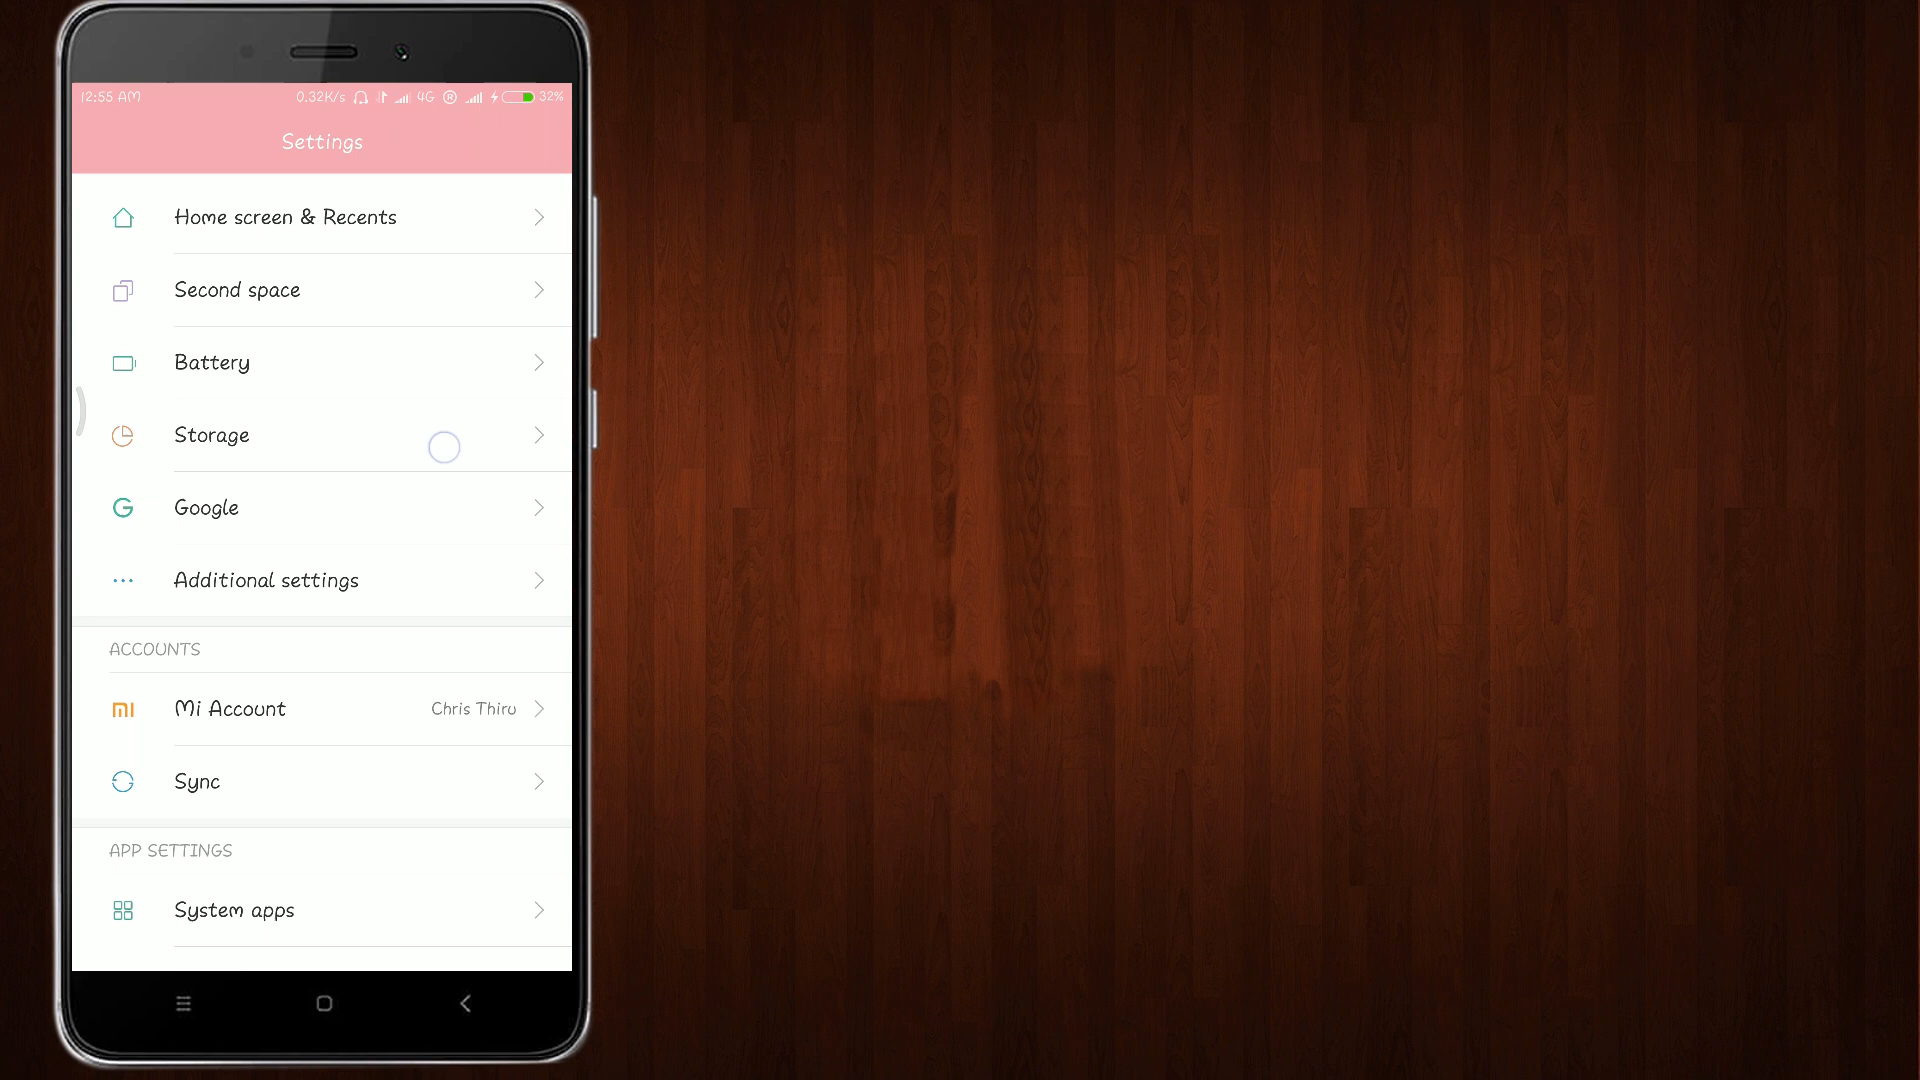 12:55 AM 0.32K/s 4G R 32%
Settings
Home screen & Recents
Second space
Battery
Storage
Google
Additional settings
ACCOUNTS
Mi Account Chris Thiru
Sync
APP SETTINGS
System apps